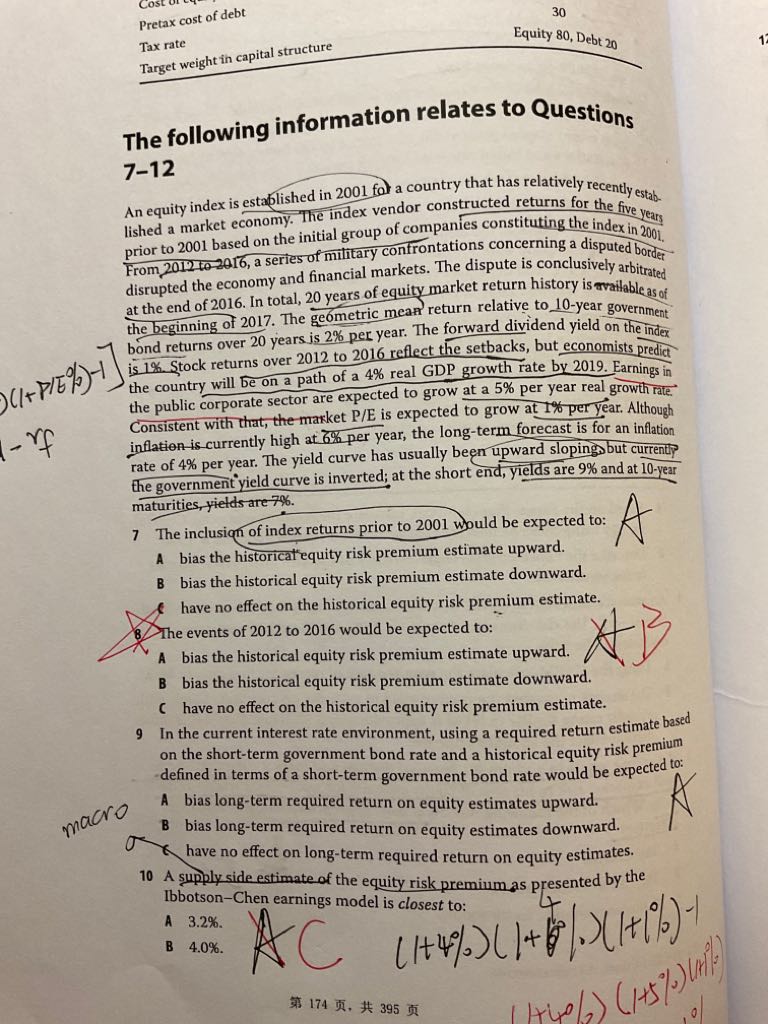 Cost of
Pretax cost of debt
30
Tax rate
Equity 80, Debt 20
Target weight in capital structure
12
The following information relates to Questions
7–12
An equity index is established in 2001 for a country that has relatively recently estab-
lished a market economy. The index vendor constructed returns for the five years
prior to 2001 based on the initial group of companies constituting the index in 2001.
From 2012 to 2016, a series of military confrontations concerning a disputed border
disrupted the economy and financial markets. The dispute is conclusively arbitrated
at the end of 2016. In total, 20 years of equity market return history is available as of
the beginning of 2017. The geometric mean return relative to 10-year government
bond returns over 20 years is 2% per year. The forward dividend yield on the index
is 1%. Stock returns over 2012 to 2016 reflect the setbacks, but economists predict
the country will be on a path of a 4% real GDP growth rate by 2019. Earnings in
the public corporate sector are expected to grow at a 5% per year real growth rate.
Consistent with that, the market P/E is expected to grow at 1% per year. Although
inflation is currently high at 6% per year, the long-term forecast is for an inflation
rate of 4% per year. The yield curve has usually been upward sloping, but currently
the government yield curve is inverted; at the short end, yields are 9% and at 10-year
maturities, yields are 7%.
)(1+P/E%)-1]
- rf
7 The inclusion of index returns prior to 2001 would be expected to: A
A bias the historical equity risk premium estimate upward.
B bias the historical equity risk premium estimate downward.
C have no effect on the historical equity risk premium estimate.
8 The events of 2012 to 2016 would be expected to:
A bias the historical equity risk premium estimate upward. A B
B bias the historical equity risk premium estimate downward.
C have no effect on the historical equity risk premium estimate.
9 In the current interest rate environment, using a required return estimate based
on the short-term government bond rate and a historical equity risk premium
defined in terms of a short-term government bond rate would be expected to:
A bias long-term required return on equity estimates upward. A
B bias long-term required return on equity estimates downward.
C have no effect on long-term required return on equity estimates.
macro
10 A supply side estimate of the equity risk premium as presented by the
Ibbotson–Chen earnings model is closest to:
A 3.2%.
B 4.0%.
A C
4
(1+4%)(1+6%)(1+1%)-1
(1+4%)(1+5%)(1+1%)
第 174 页，共 395 页